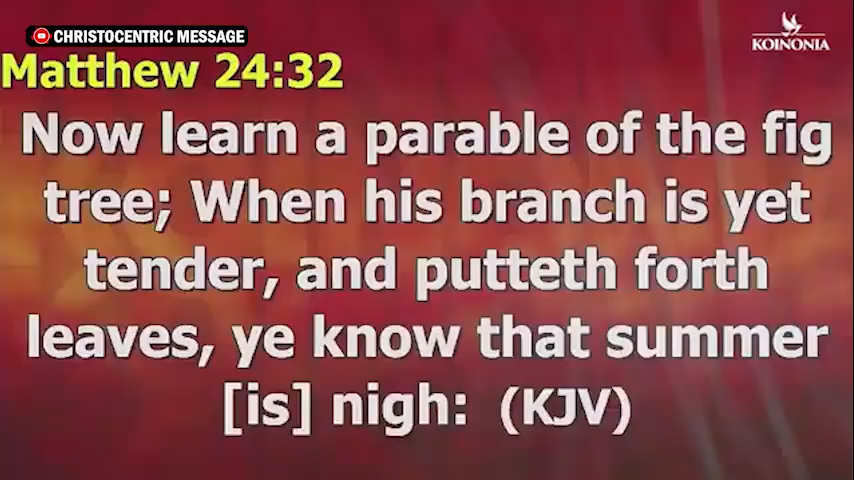 CHRISTOCENTRIC MESSAGE
KOINONIA
Matthew 24:32
Now learn a parable of the fig
tree; When his branch is yet
tender, and putteth forth
leaves, ye know that summer
[is] nigh: (KJV)